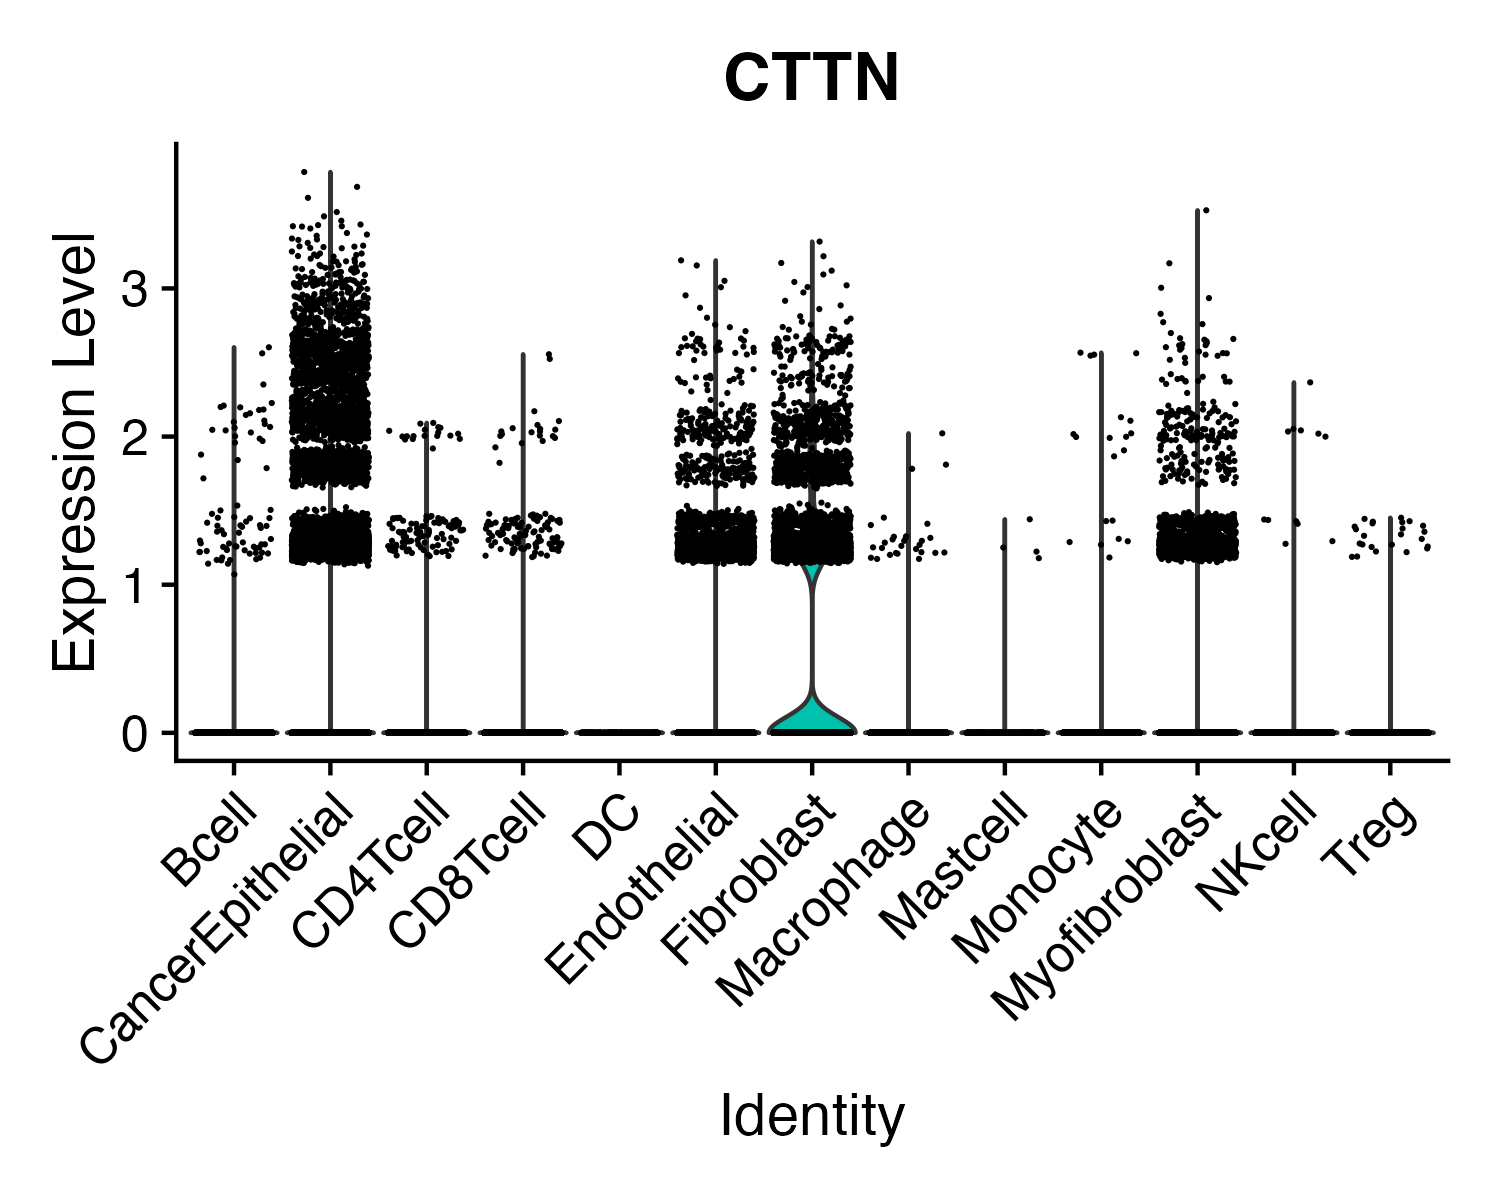 CTTN
Expression Level
3
2
1
0
Bcell
CancerEpithelial
CD4Tcell
CD8Tcell
DC
Endothelial
Fibroblast
Macrophage
Mastcell
Monocyte
Myofibroblast
NKcell
Treg
Identity